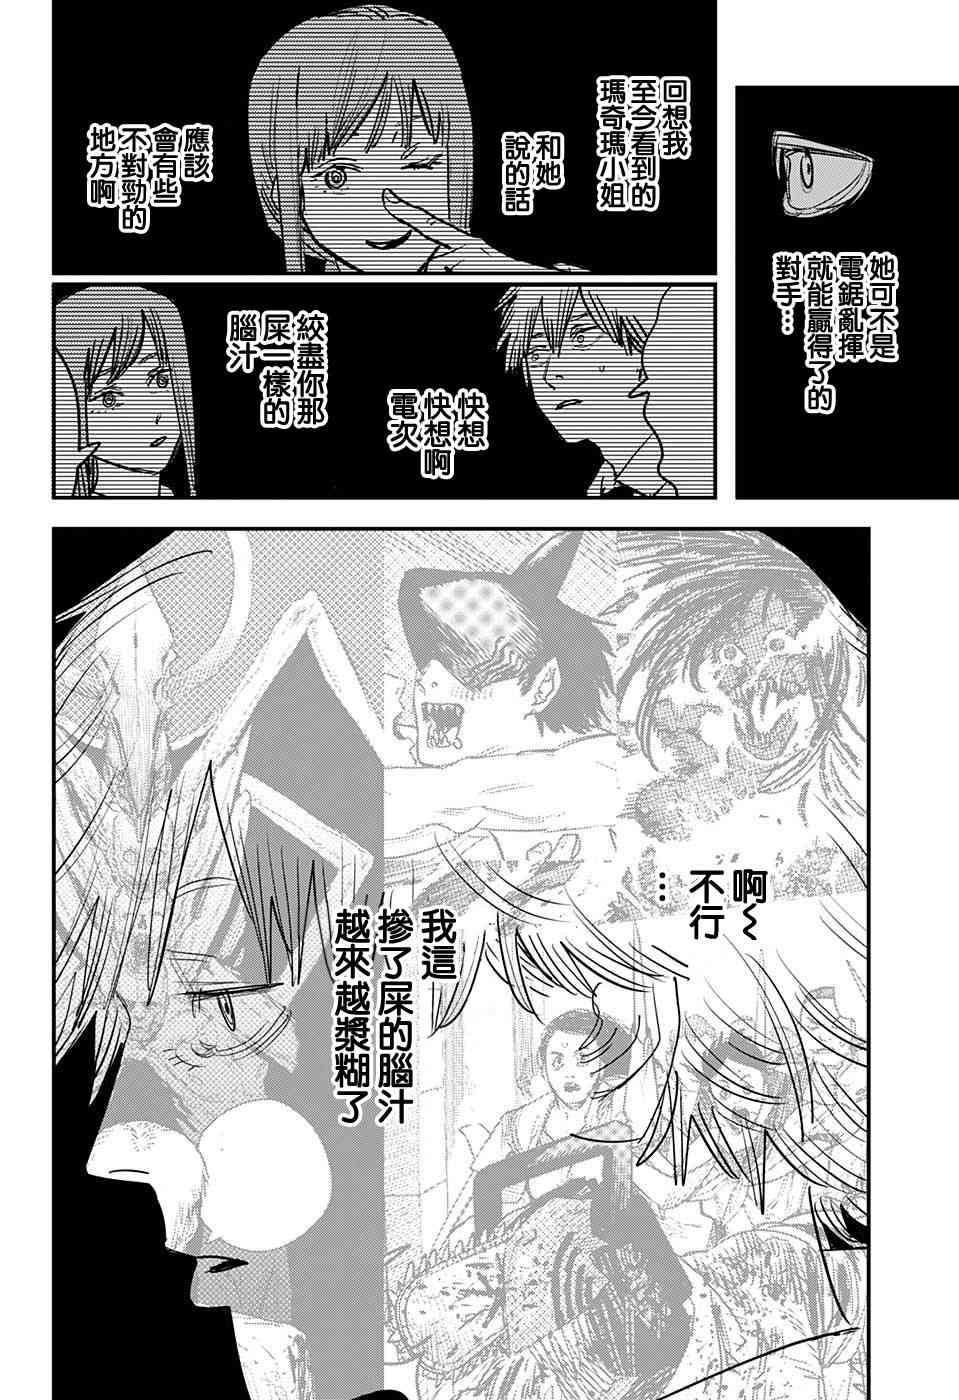 她可不是
電鋸亂揮
就能贏得了的
對手…
回想我
至今看到的
瑪奇瑪小姐
和她
說的話
應該
會有些
不對勁的
地方啊
快想
快想啊
電次
絞盡你那
屎一樣的
腦汁
啊～
不行
…
我這
摻了屎的腦汁
越來越漿糊了